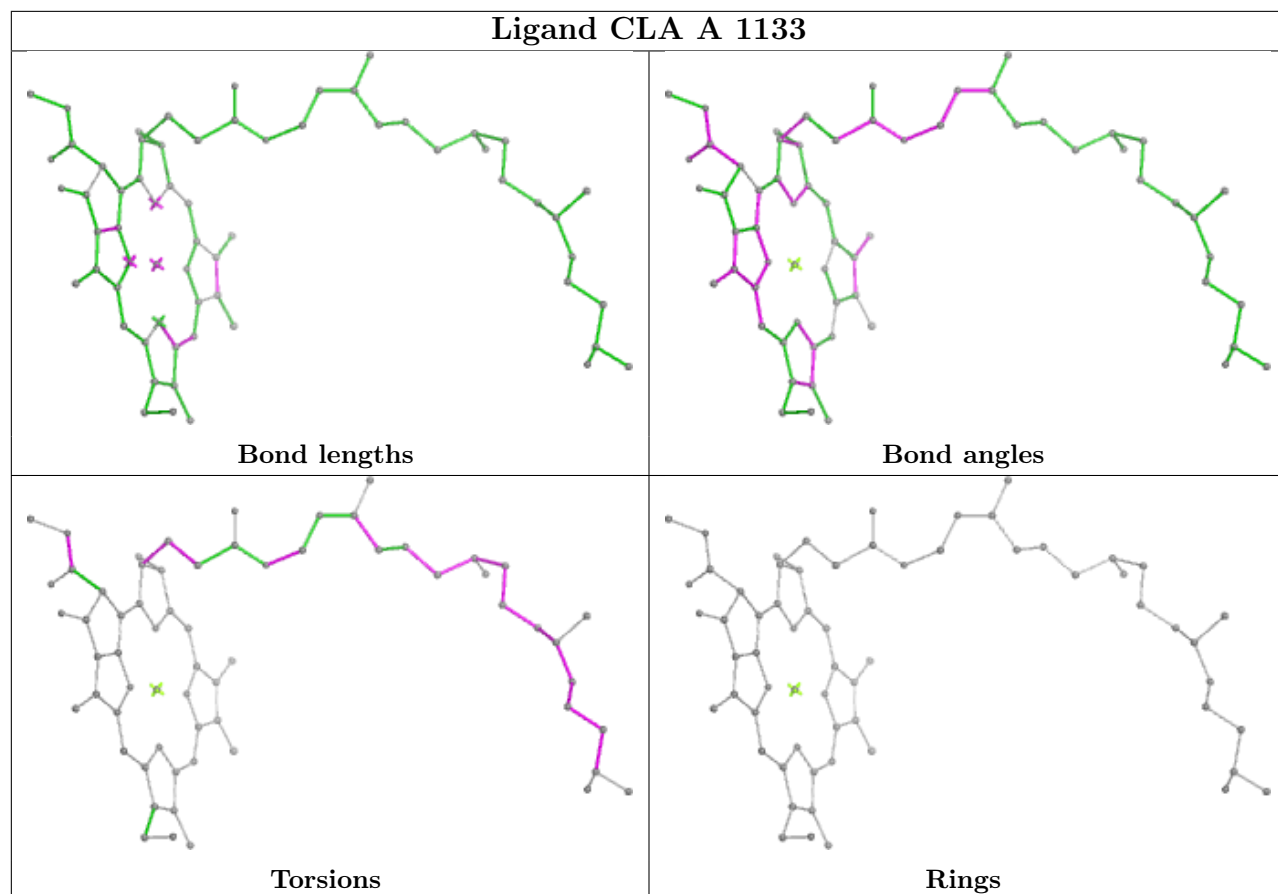 Ligand CLA A 1133
Bond lengths
Bond angles
Torsions
Rings